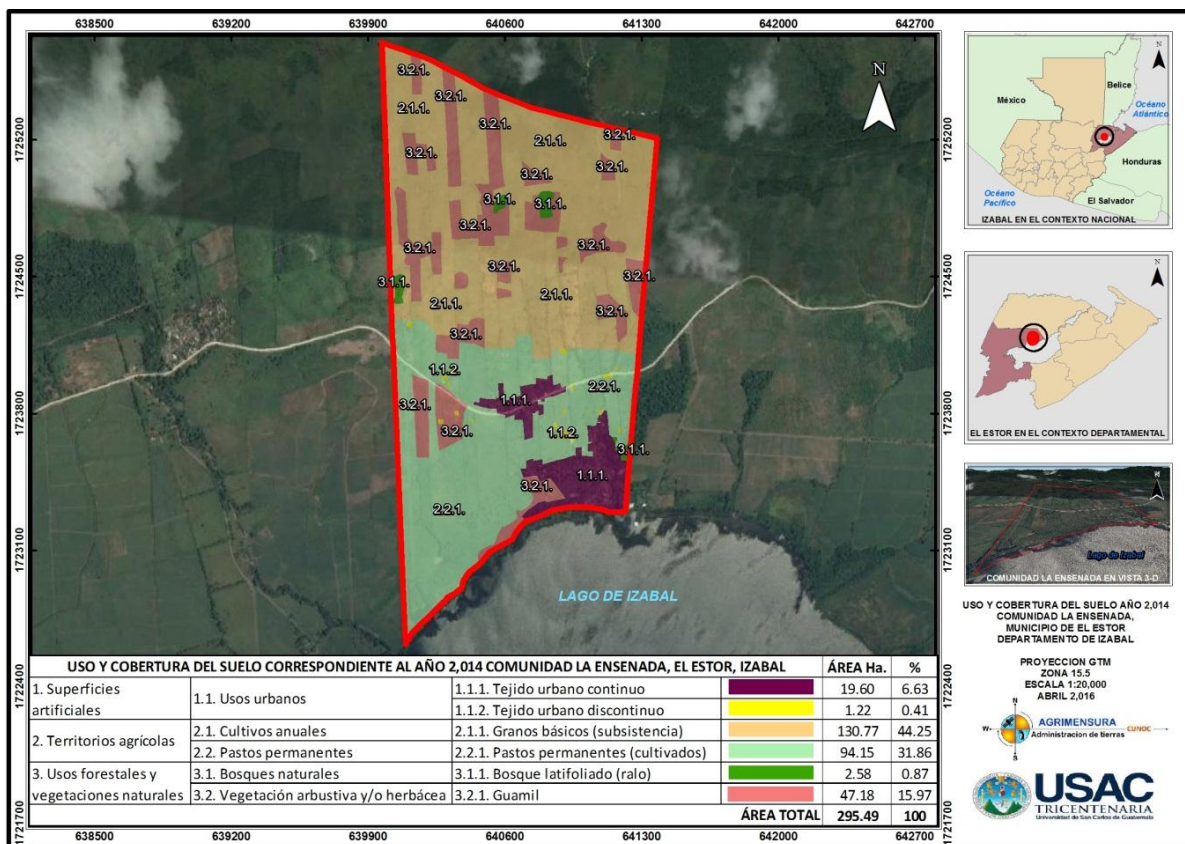 638500 639200 639900 640600 641300 642000 642700
1725200
1724500
1723800
1723100
1722400
1721700
1725200
1724500
1723800
1723100
1722400
1721700
N
3.2.1.
3.2.1.
2.1.1.
3.2.1.
2.1.1.
3.2.1.
3.2.1.
3.2.1.
3.2.1.
3.1.1.
3.1.1.
3.2.1.
3.2.1.
3.2.1.
3.2.1.
3.1.1.
3.2.1.
2.1.1.
2.1.1.
3.2.1.
3.2.1.
1.1.2.
2.2.1.
3.2.1.
1.1.1.
3.2.1.
1.1.2.
3.1.1.
1.1.1.
3.2.1.
2.2.1.
LAGO DE IZABAL
USO Y COBERTURA DEL SUELO CORRESPONDIENTE AL AÑO 2,014 COMUNIDAD LA ENSENADA, EL ESTOR, IZABAL ÁREA Ha. %
1. Superficies artificiales 1.1. Usos urbanos 1.1.1. Tejido urbano continuo 19.60 6.63
1.1.2. Tejido urbano discontinuo 1.22 0.41
2. Territorios agrícolas 2.1. Cultivos anuales 2.1.1. Granos básicos (subsistencia) 130.77 44.25
2.2. Pastos permanentes 2.2.1. Pastos permanentes (cultivados) 94.15 31.86
3. Usos forestales y vegetaciones naturales 3.1. Bosques naturales 3.1.1. Bosque latifoliado (ralo) 2.58 0.87
3.2. Vegetación arbustiva y/o herbácea 3.2.1. Guamil 47.18 15.97
ÁREA TOTAL 295.49 100
638500 639200 639900 640600 641300 642000 642700
N
México
Belice
Océano
Atlántico
Honduras
Océano
Pacífico
El Salvador
IZABAL EN EL CONTEXTO NACIONAL
N
EL ESTOR EN EL CONTEXTO DEPARTAMENTAL
Lago de Izabal
COMUNIDAD LA ENSENADA EN VISTA 3-D
USO Y COBERTURA DEL SUELO AÑO 2,014
COMUNIDAD LA ENSENADA,
MUNICIPIO DE EL ESTOR
DEPARTAMENTO DE IZABAL
PROYECCION GTM
ZONA 15.5
ESCALA 1:20,000
ABRIL 2,016
N
W
E
S
AGRIMENSURA
Administracion de tierras
CUNOC
USAC
TRICENTENARIA
Universidad de San Carlos de Guatemala